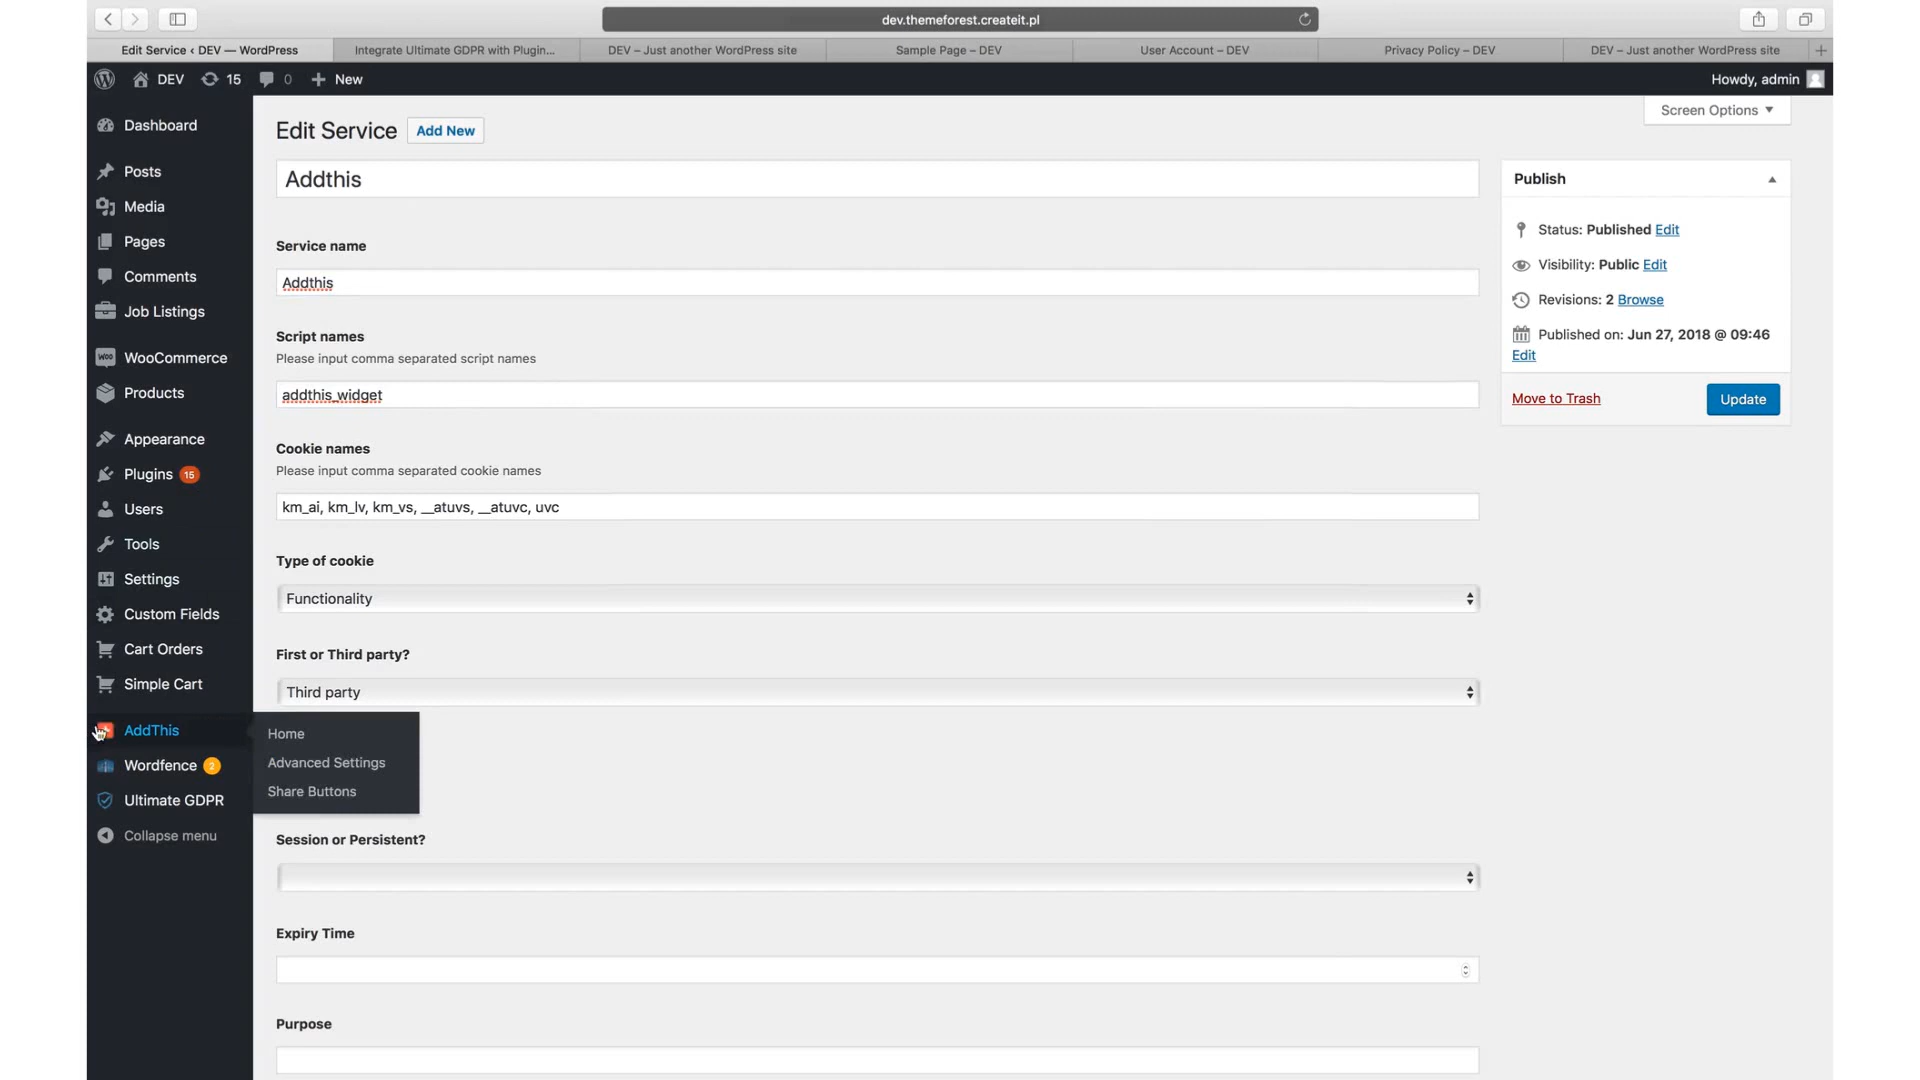 dev.themeforest.createit.pl
Edit Service ‹ DEV — WordPress
Integrate Ultimate GDPR with Plugin...
DEV – Just another WordPress site
Sample Page – DEV
User Account – DEV
Privacy Policy – DEV
DEV – Just another WordPress site
DEV
15
0
New
Howdy, admin
Dashboard
Posts
Media
Pages
Comments
Job Listings
WooCommerce
Products
Appearance
Plugins 15
Users
Tools
Settings
Custom Fields
Cart Orders
Simple Cart
AddThis
Wordfence 2
Ultimate GDPR
Collapse menu
Home
Advanced Settings
Share Buttons
Screen Options
Edit Service
Add New
Addthis
Service name
Addthis
Script names
Please input comma separated script names
addthis_widget
Cookie names
Please input comma separated cookie names
km_ai, km_lv, km_vs, __atuvs, __atuvc, uvc
Type of cookie
Functionality
First or Third party?
Third party
Session or Persistent?
Expiry Time
Purpose
Publish
Status: Published Edit
Visibility: Public Edit
Revisions: 2 Browse
Published on: Jun 27, 2018 @ 09:46
Edit
Move to Trash
Update